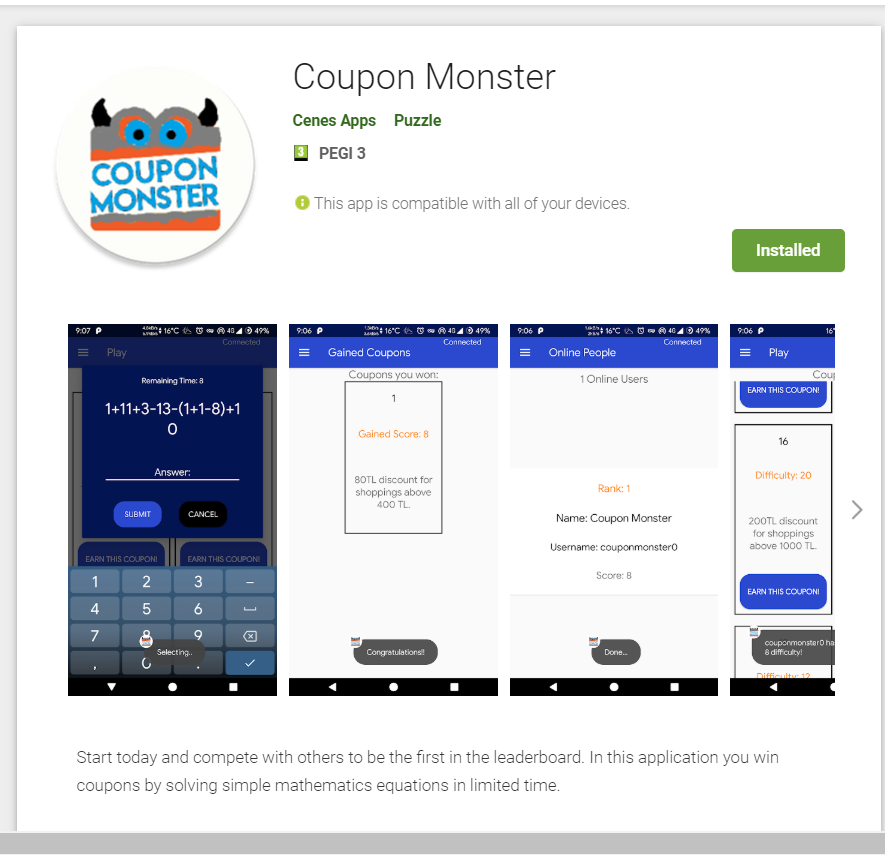 Coupon Monster
Cenes Apps Puzzle
3 PEGI 3
This app is compatible with all of your devices.
COUPON
MONSTER
Installed
9:07 P 16°C 4G 49%
Connected
Play
Remaining Time: 8
1+11+3-13-(1+1-8)+1
0
Answer:
SUBMIT CANCEL
EARN THIS COUPON! EARN THIS COUPON!
1 2 3 -
4 5 6
7 8 9
, 0 .
Selecting..
9:06 P 16°C 4G 49%
Connected
Gained Coupons
Coupons you won:
1
Gained Score: 8
80TL discount for
shoppings above
400 TL.
Congratulations!!
9:06 P 16°C 4G 49%
Connected
Online People
1 Online Users
Rank: 1
Name: Coupon Monster
Username: couponmonster0
Score: 8
Done...
9:06 P 16°
Play
Coup
EARN THIS COUPON!
16
Difficulty: 20
200TL discount
for shoppings
above 1000 TL.
EARN THIS COUPON!
couponmonster0 ha
8 difficulty!
Difficulty: 12
Start today and compete with others to be the first in the leaderboard. In this application you win
coupons by solving simple mathematics equations in limited time.